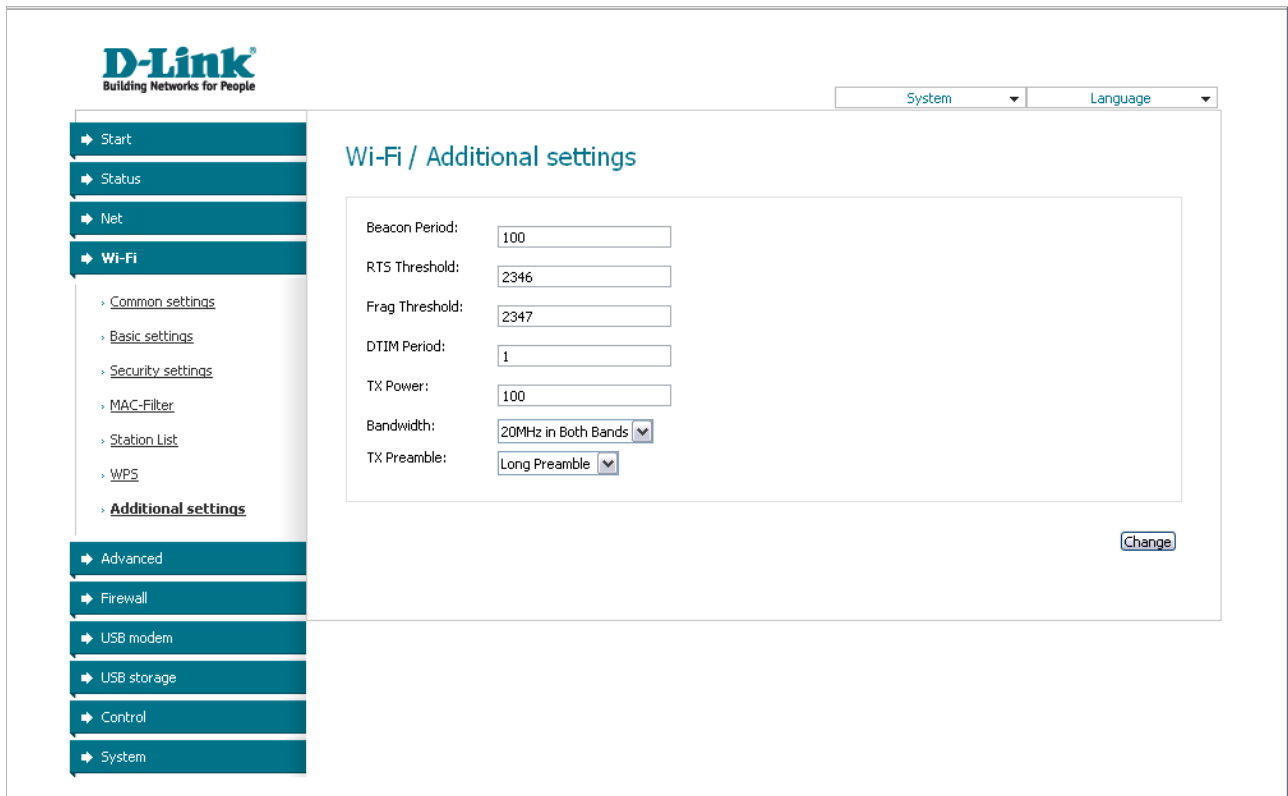 D-Link
Building Networks for People
System
Language
Start
Status
Net
Wi-Fi
Common settings
Basic settings
Security settings
MAC-Filter
Station List
WPS
Additional settings
Advanced
Firewall
USB modem
USB storage
Control
System
Wi-Fi / Additional settings
Beacon Period: 100
RTS Threshold: 2346
Frag Threshold: 2347
DTIM Period: 1
TX Power: 100
Bandwidth: 20MHz in Both Bands
TX Preamble: Long Preamble
Change